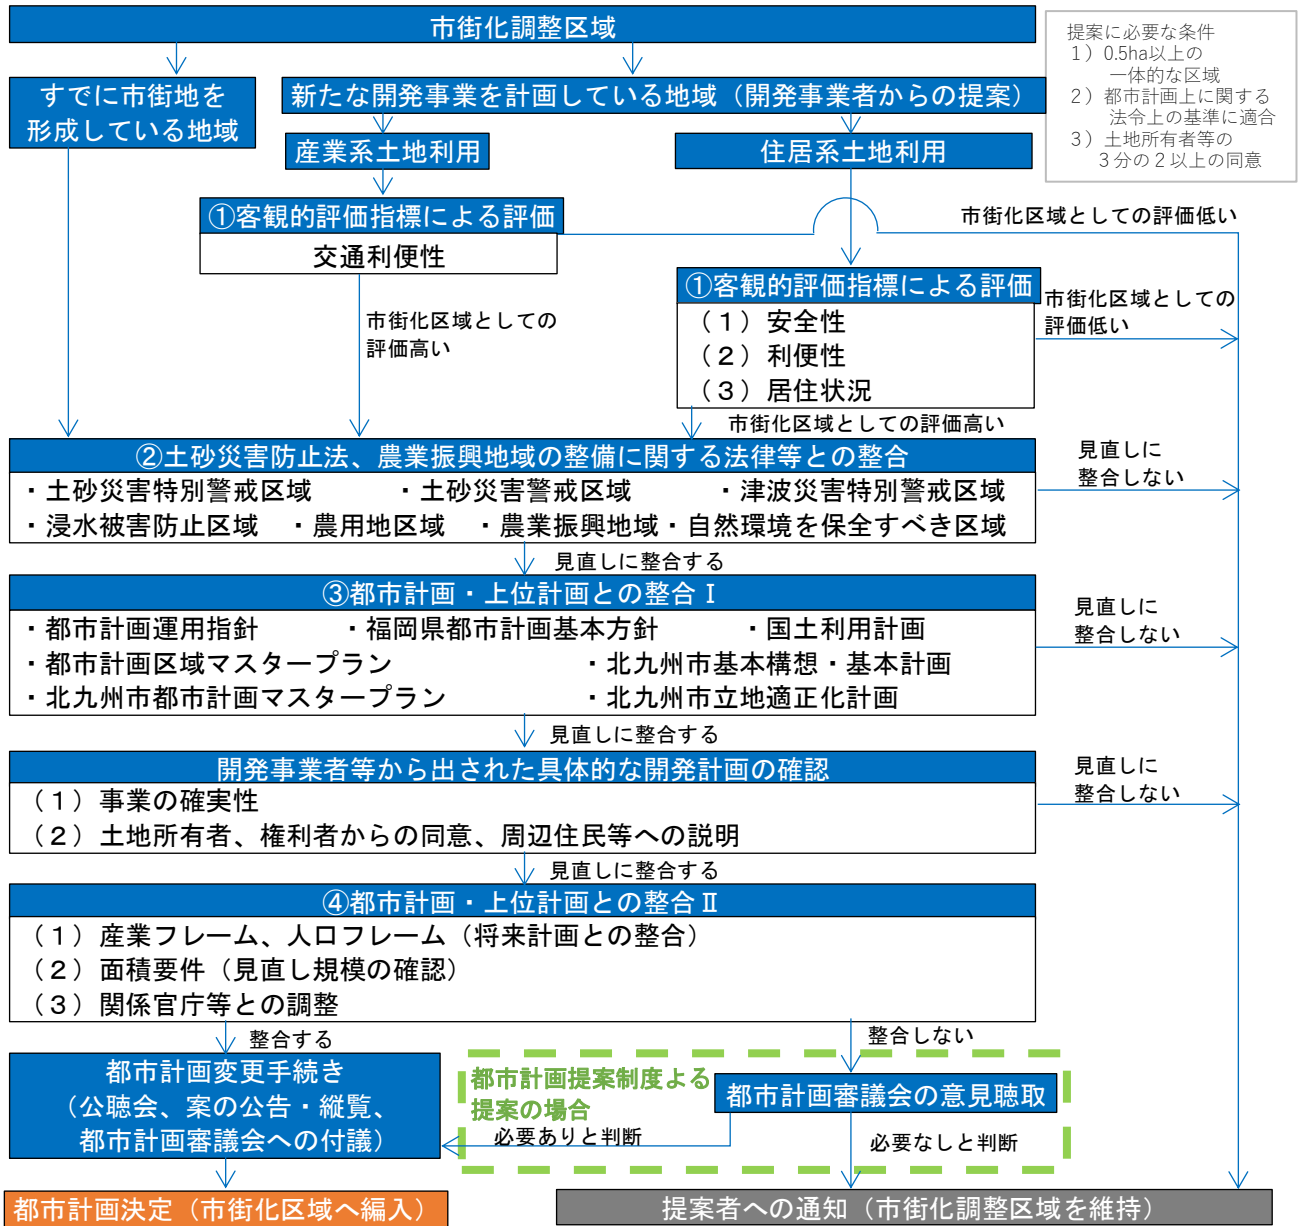 市街化調整区域
提案に必要な条件
1）0.5ha以上の
一体的な区域
2）都市計画上に関する
法令上の基準に適合
3）土地所有者等の
3分の2以上の同意
すでに市街地を
形成している地域
新たな開発事業を計画している地域（開発事業者からの提案）
産業系土地利用
住居系土地利用
①客観的評価指標による評価
交通利便性
市街化区域としての評価低い
①客観的評価指標による評価
（1）安全性
（2）利便性
（3）居住状況
市街化区域としての
評価低い
市街化区域としての
評価高い
市街化区域としての評価高い
②土砂災害防止法、農業振興地域の整備に関する法律等との整合
・土砂災害特別警戒区域　・土砂災害警戒区域　・津波災害特別警戒区域
・浸水被害防止区域　・農用地区域　・農業振興地域・自然環境を保全すべき区域
見直しに
整合しない
見直しに整合する
③都市計画・上位計画との整合Ⅰ
・都市計画運用指針　・福岡県都市計画基本方針　・国土利用計画
・都市計画区域マスタープラン　・北九州市基本構想・基本計画
・北九州市都市計画マスタープラン　・北九州市立地適正化計画
見直しに
整合しない
見直しに整合する
開発事業者等から出された具体的な開発計画の確認
（1）事業の確実性
（2）土地所有者、権利者からの同意、周辺住民等への説明
見直しに
整合しない
見直しに整合する
④都市計画・上位計画との整合Ⅱ
（1）産業フレーム、人口フレーム（将来計画との整合）
（2）面積要件（見直し規模の確認）
（3）関係官庁等との調整
整合する
整合しない
都市計画変更手続き
（公聴会、案の公告・縦覧、
都市計画審議会への付議）
都市計画提案制度よる
提案の場合
都市計画審議会の意見聴取
必要ありと判断
必要なしと判断
都市計画決定（市街化区域へ編入）
提案者への通知（市街化調整区域を維持）